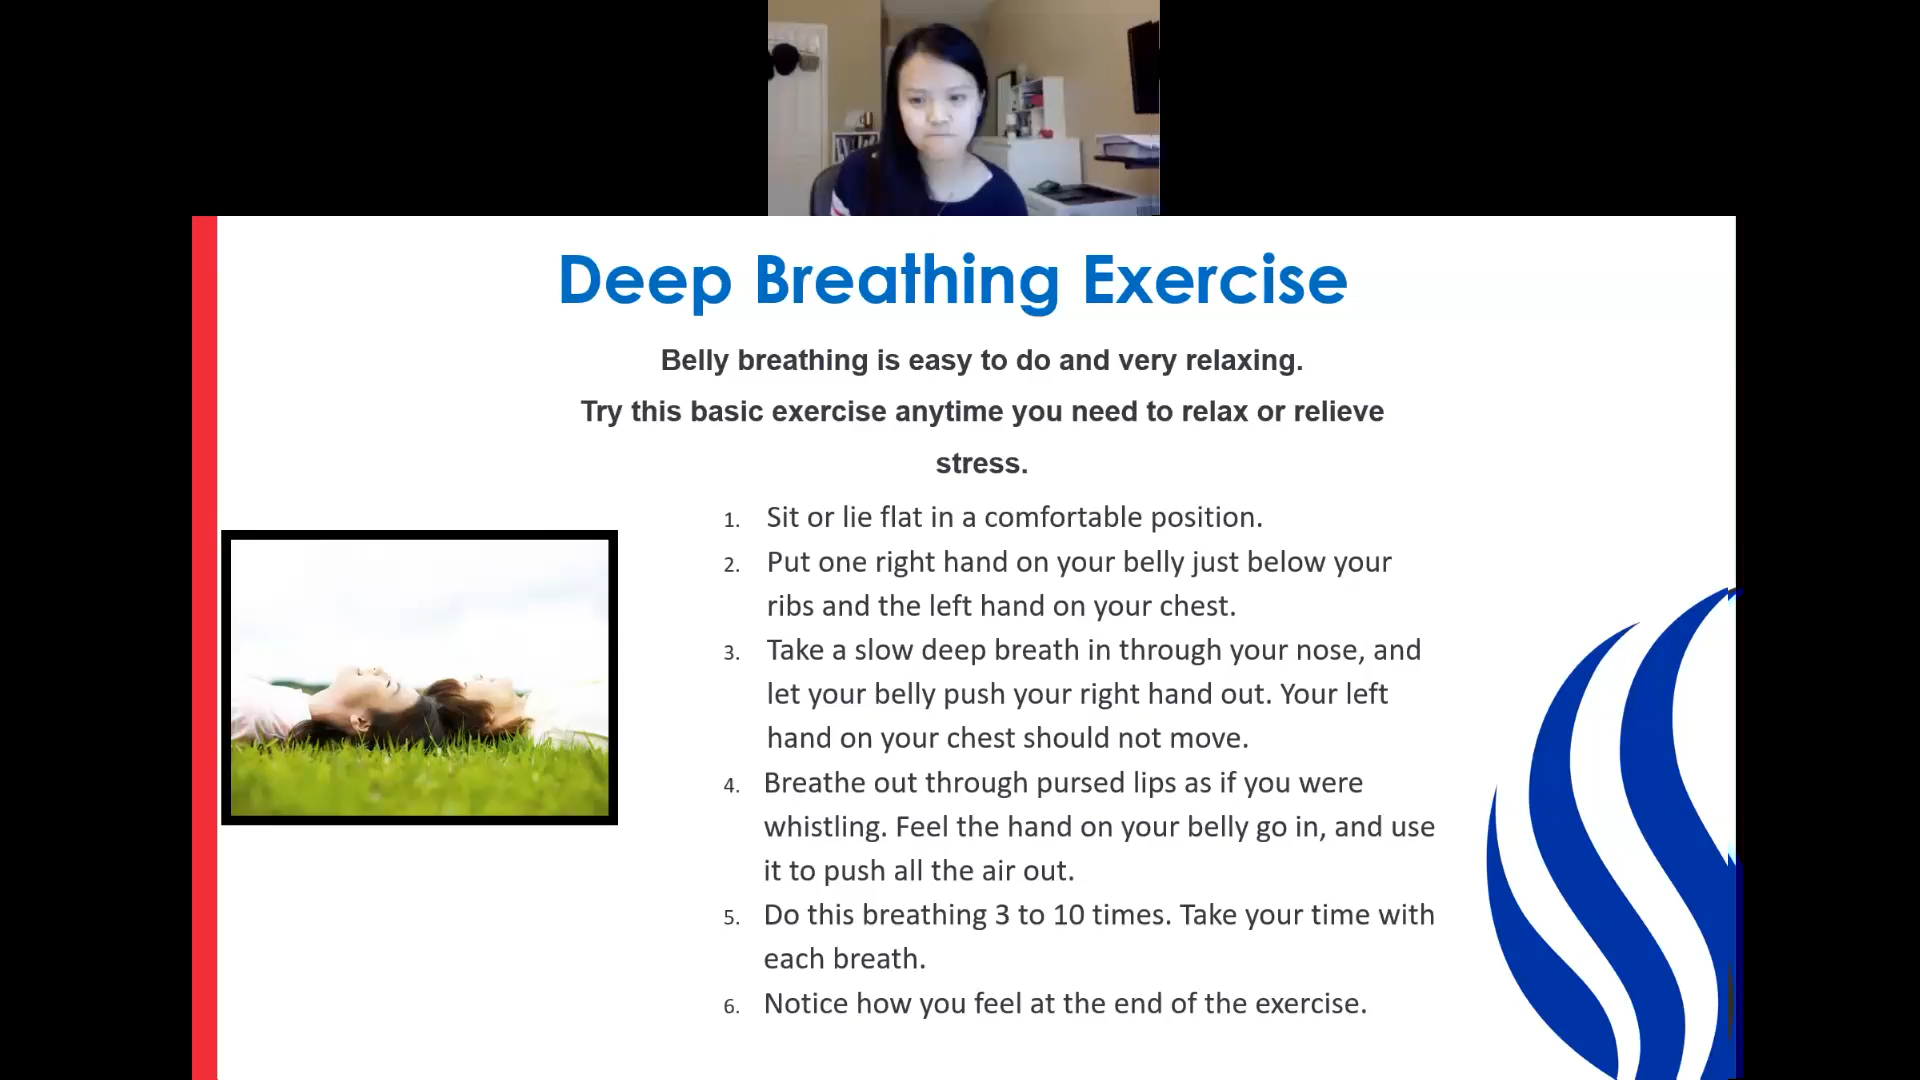 Deep Breathing Exercise
Belly breathing is easy to do and very relaxing.
Try this basic exercise anytime you need to relax or relieve
stress.
1. Sit or lie flat in a comfortable position.
2. Put one right hand on your belly just below your
ribs and the left hand on your chest.
3. Take a slow deep breath in through your nose, and
let your belly push your right hand out. Your left
hand on your chest should not move.
4. Breathe out through pursed lips as if you were
whistling. Feel the hand on your belly go in, and use
it to push all the air out.
5. Do this breathing 3 to 10 times. Take your time with
each breath.
6. Notice how you feel at the end of the exercise.